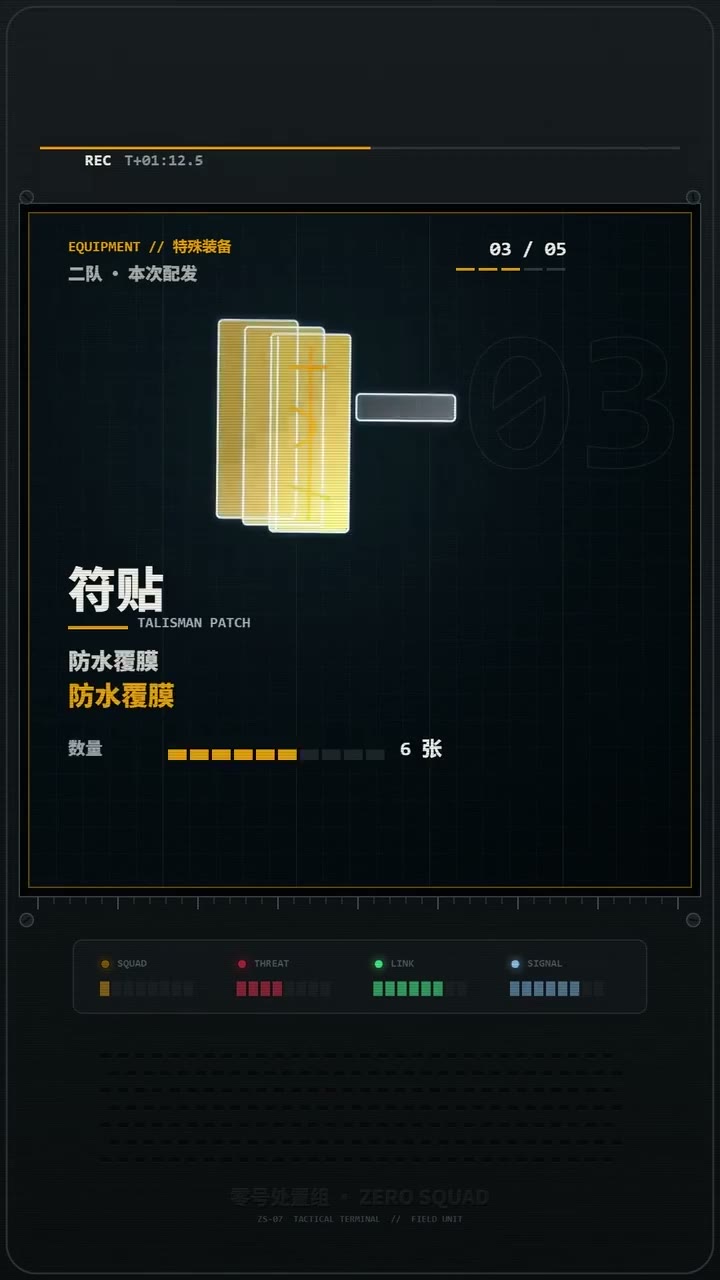 REC T+01:12.5
EQUIPMENT // 特殊装备
03 / 05
二队 · 本次配发
03
符贴
TALISMAN PATCH
防水覆膜
防水覆膜
数量 6 张
SQUAD THREAT LINK SIGNAL
零号处置组 · ZERO SQUAD
ZS-07 TACTICAL TERMINAL // FIELD UNIT